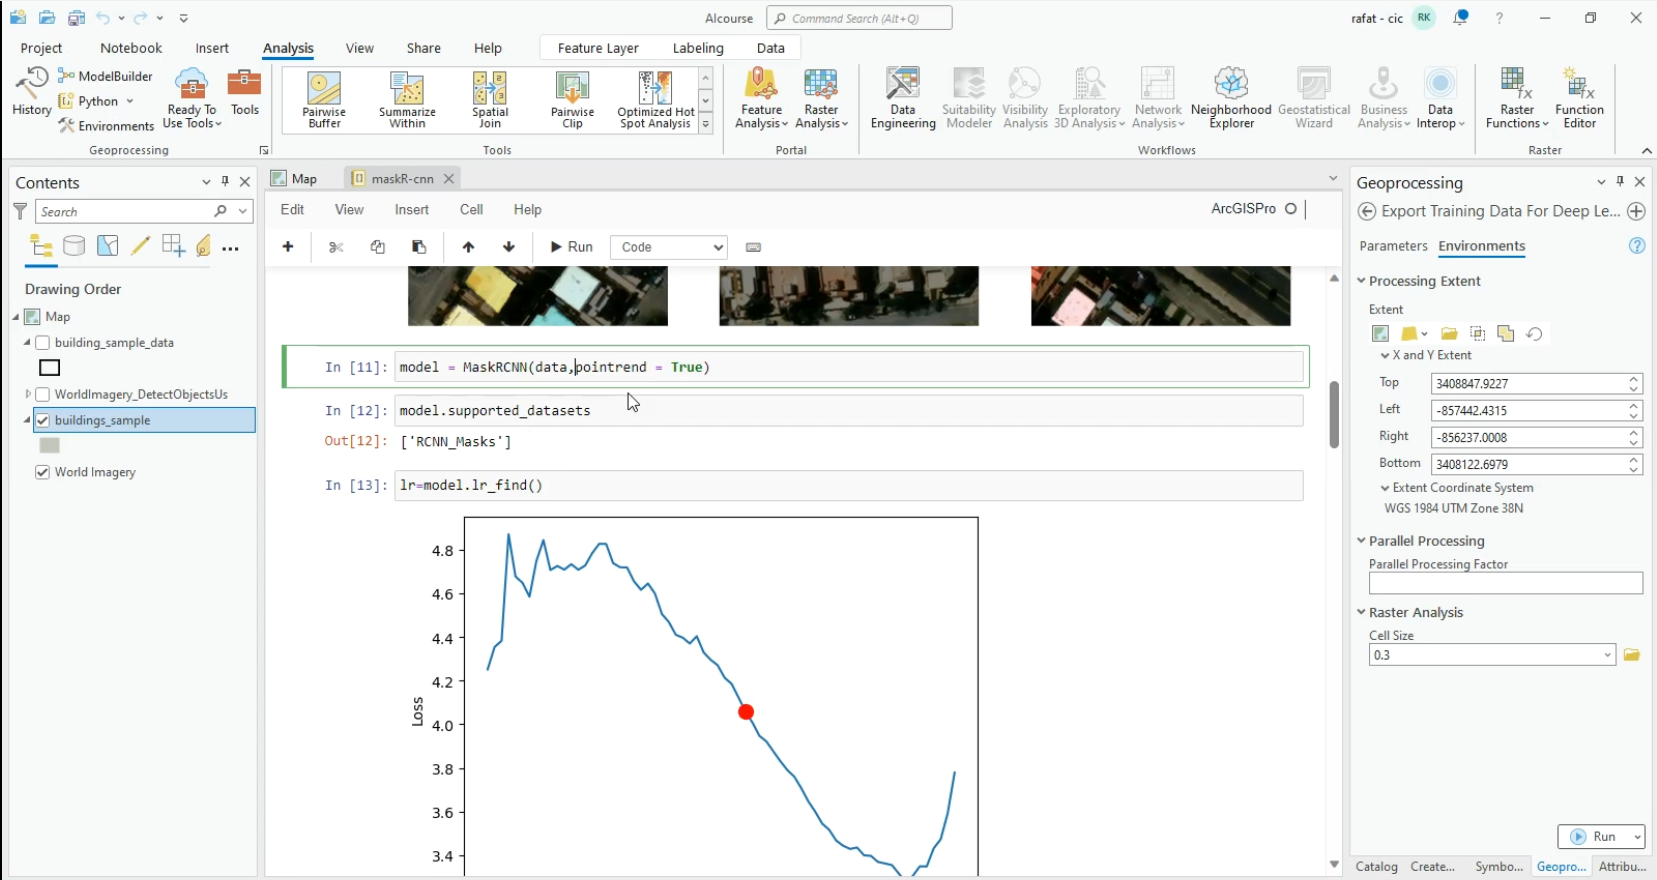 AIcourse
Command Search (Alt+Q)
rafat - cic
RK
?
Project
Notebook
Insert
Analysis
View
Share
Help
Feature Layer
Labeling
Data
History
ModelBuilder
Python
Environments
Ready To Use Tools
Tools
Pairwise Buffer
Summarize Within
Spatial Join
Pairwise Clip
Optimized Hot Spot Analysis
Feature Analysis
Raster Analysis
Data Engineering
Suitability Modeler
Visibility Analysis
Exploratory 3D Analysis
Network Analysis
Neighborhood Explorer
Geostatistical Wizard
Business Analysis
Data Interop
Raster Functions
Function Editor
Geoprocessing
Tools
Portal
Workflows
Raster
Contents
Search
Drawing Order
Map
building_sample_data
WorldImagery_DetectObjectsUs
buildings_sample
World Imagery
Map
maskR-cnn
Edit
View
Insert
Cell
Help
ArcGISPro
Run
Code
In [11]: model = MaskRCNN(data,pointrend = True)
In [12]: model.supported_datasets
Out[12]: ['RCNN_Masks']
In [13]: lr=model.lr_find()
Loss
4.8
4.6
4.4
4.2
4.0
3.8
3.6
3.4
Geoprocessing
Export Training Data For Deep Le...
Parameters
Environments
?
Processing Extent
Extent
X and Y Extent
Top 3408847.9227
Left -857442.4315
Right -856237.0008
Bottom 3408122.6979
Extent Coordinate System
WGS 1984 UTM Zone 38N
Parallel Processing
Parallel Processing Factor
Raster Analysis
Cell Size
0.3
Run
Catalog
Create...
Symbo...
Geopro...
Attribu...